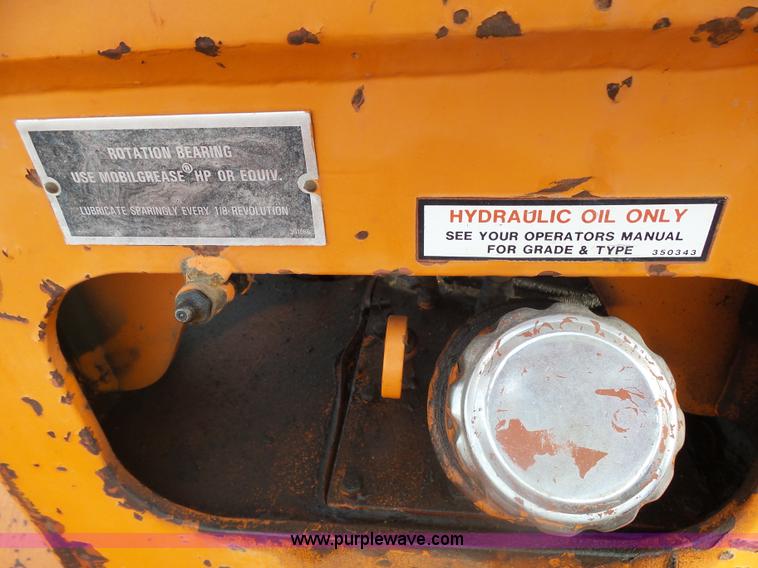 ROTATION BEARING
USE MOBILGREASE® HP OR EQUIV.
LUBRICATE SPARINGLY EVERY 1/8 REVOLUTION
HYDRAULIC OIL ONLY
SEE YOUR OPERATORS MANUAL
FOR GRADE & TYPE 350343
www.purplewave.com